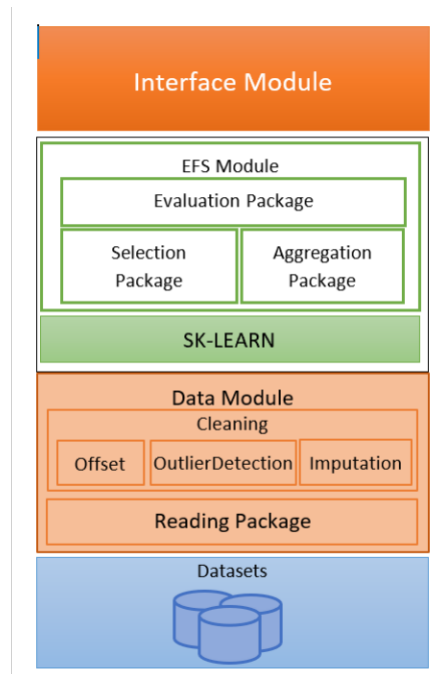 Interface Module
EFS Module
Evaluation Package
Selection
Package
Aggregation
Package
SK-LEARN
Data Module
Cleaning
Offset
OutlierDetection
Imputation
Reading Package
Datasets